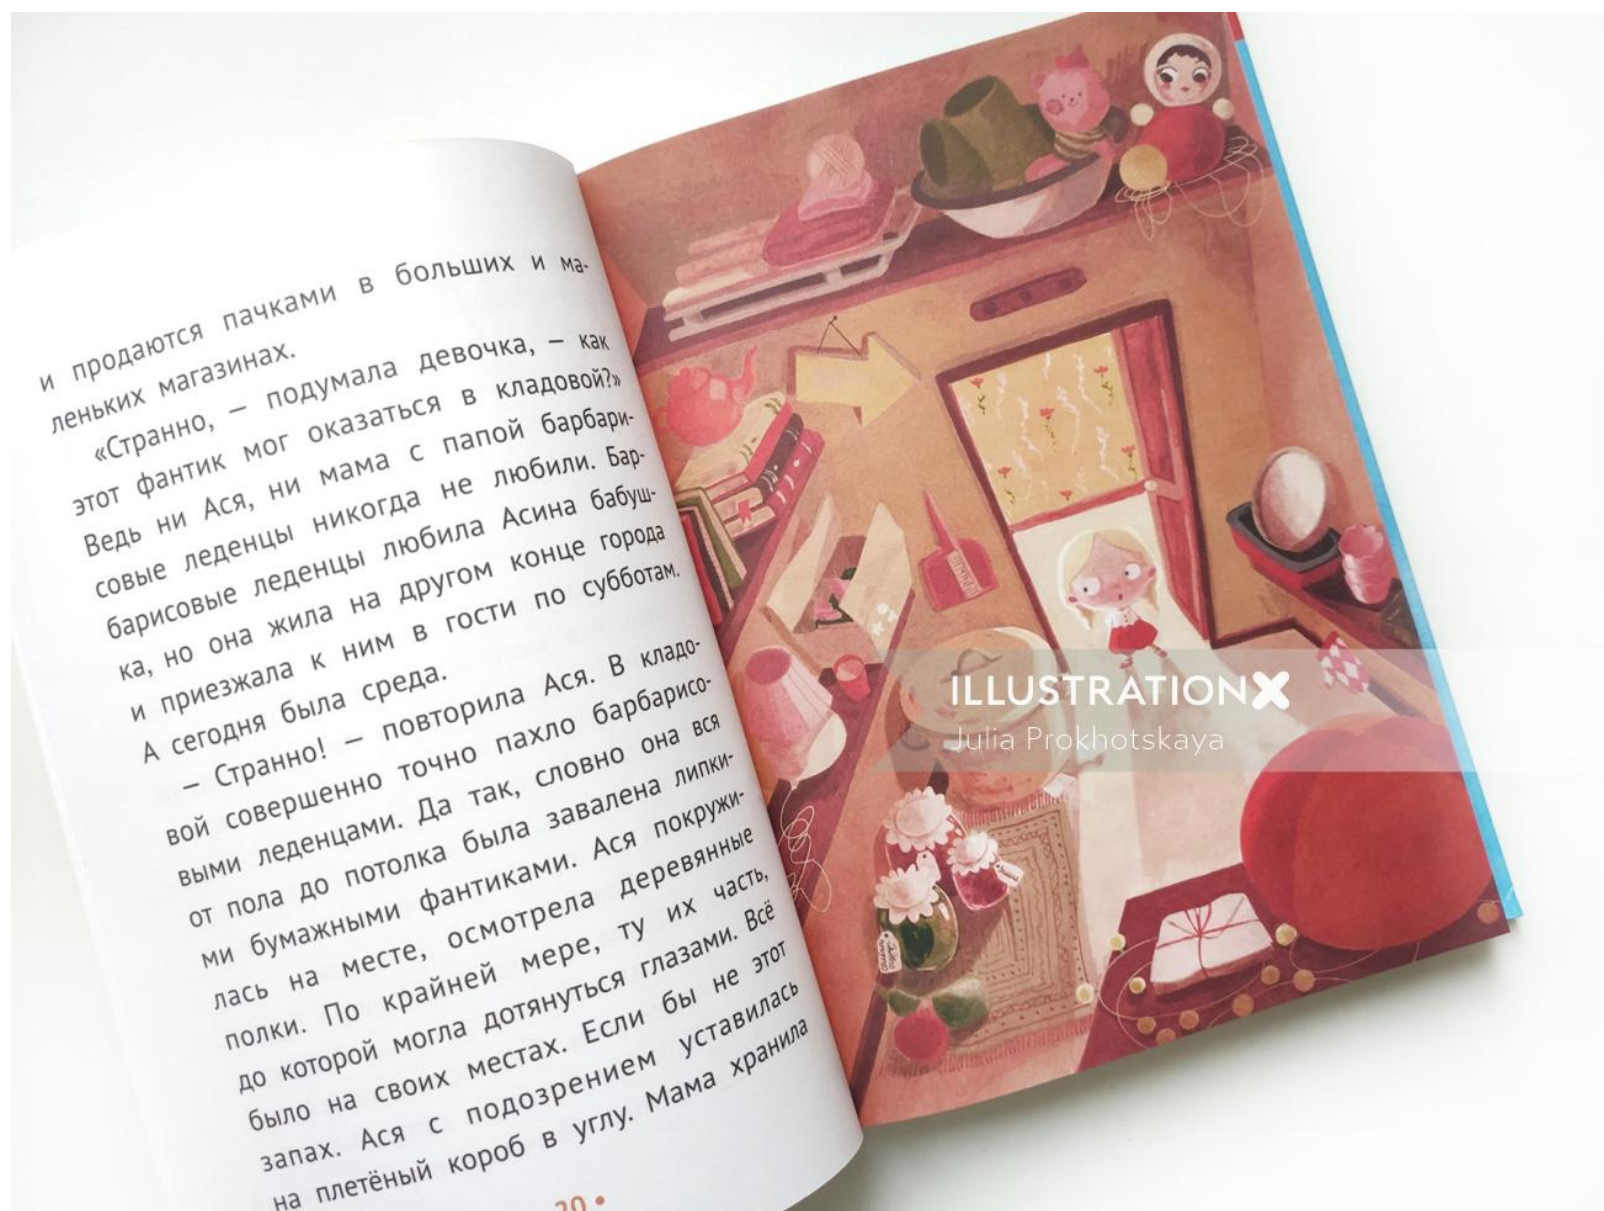 и продаются пачками в больших и ма-
леньких магазинах.
«Странно, — подумала девочка, — как
этот фантик мог оказаться в кладовой?»
Ведь ни Ася, ни мама с папой барбари-
совые леденцы никогда не любили. Бар-
барисовые леденцы любила Асина бабуш-
ка, но она жила на другом конце города
и приезжала к ним в гости по субботам.
А сегодня была среда.
— Странно! — повторила Ася. В кладо-
вой совершенно точно пахло барбарисо-
выми леденцами. Да так, словно она вся
от пола до потолка была завалена липки-
ми бумажными фантиками. Ася покружи-
лась на месте, осмотрела деревянные
полки. По крайней мере, ту их часть,
до которой могла дотянуться глазами. Всё
было на своих местах. Если бы не этот
запах. Ася с подозрением уставилась
на плетёный короб в углу. Мама хранила
20 •
ILLUSTRATIONX
Julia Prokhotskaya